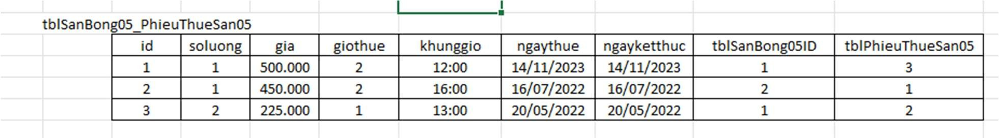 tblSanBong05_PhieuThueSan05
id soluong gia giothue khunggio ngaythue ngayketthuc tblSanBong05ID tblPhieuThueSan05
1 1 500.000 2 12:00 14/11/2023 14/11/2023 1 3
2 1 450.000 2 16:00 16/07/2022 16/07/2022 2 1
3 2 225.000 1 13:00 20/05/2022 20/05/2022 1 2